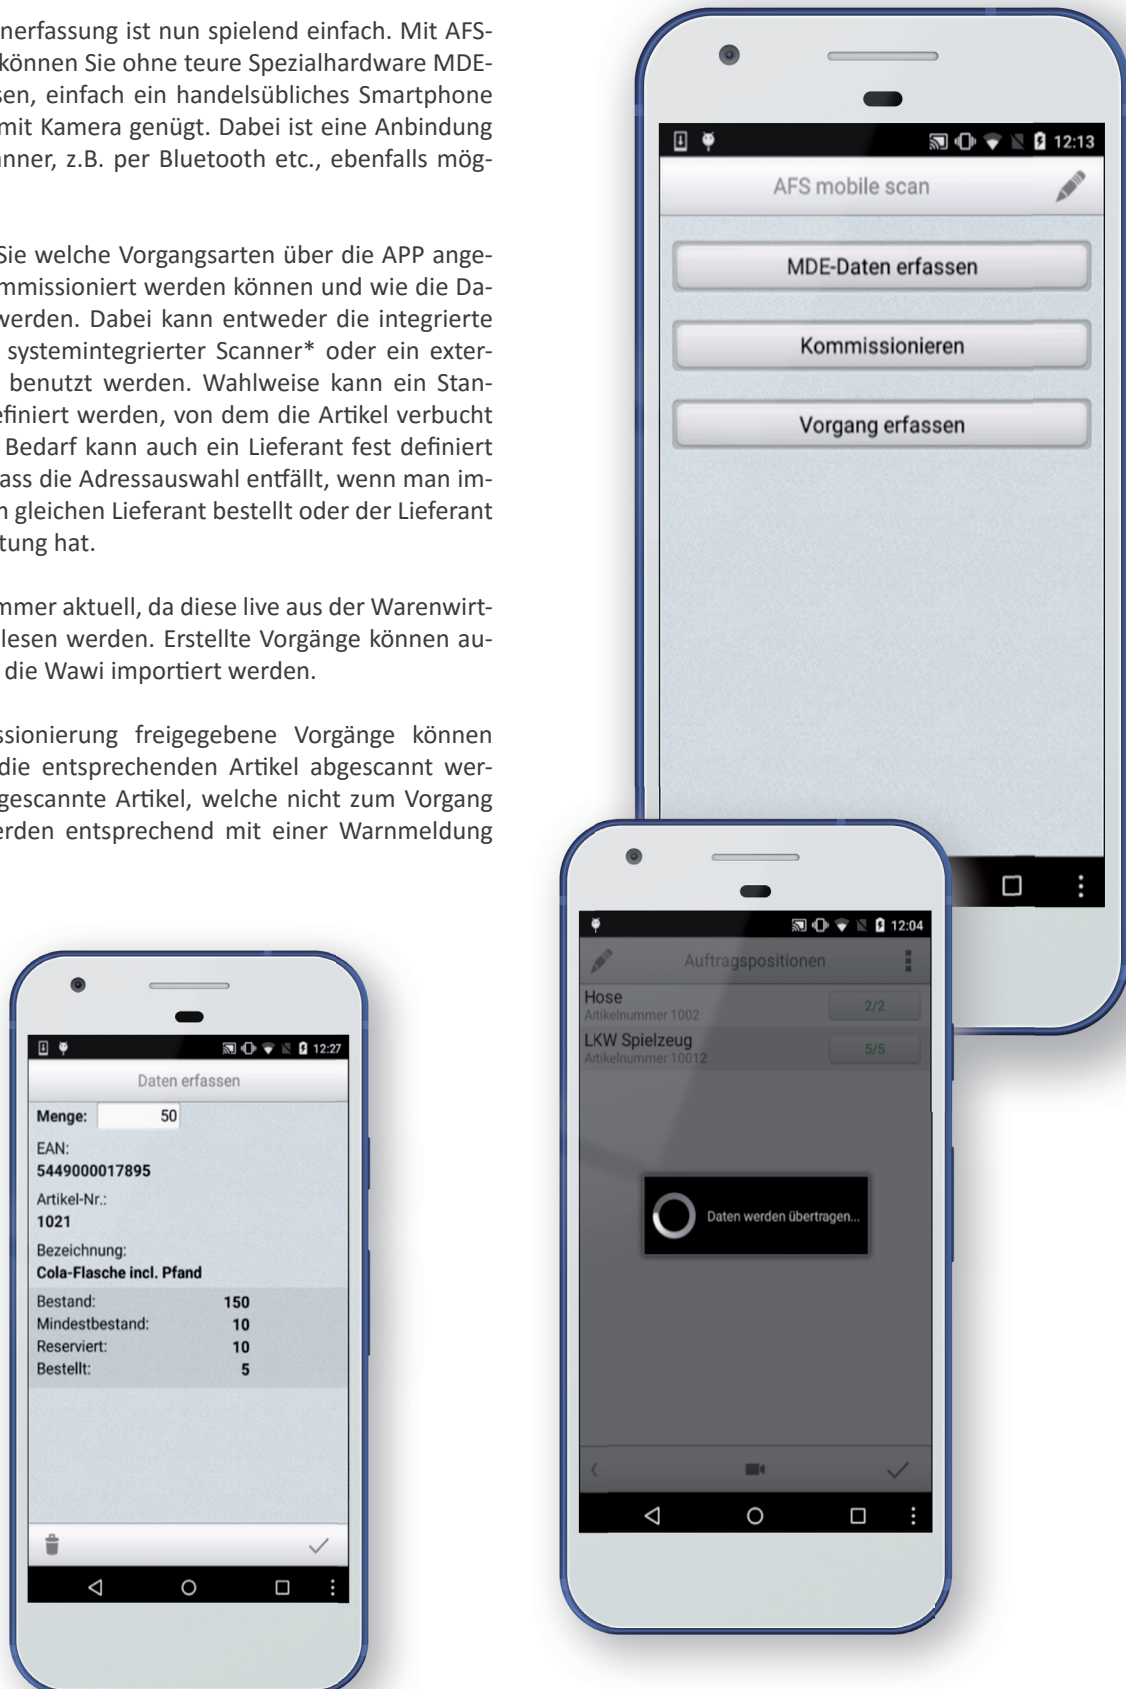 nerfassung ist nun spielend einfach. Mit AFS-
können Sie ohne teure Spezialhardware MDE-
sen, einfach ein handelsübliches Smartphone
mit Kamera genügt. Dabei ist eine Anbindung
anner, z.B. per Bluetooth etc., ebenfalls mög-
Sie welche Vorgangsarten über die APP ange-
mmissioniert werden können und wie die Da-
werden. Dabei kann entweder die integrierte
systemintegrierter Scanner* oder ein exter-
benutzt werden. Wahlweise kann ein Stan-
efiniert werden, von dem die Artikel verbucht
Bedarf kann auch ein Lieferant fest definiert
ass die Adressauswahl entfällt, wenn man im-
n gleichen Lieferant bestellt oder der Lieferant
tung hat.
mmer aktuell, da diese live aus der Warenwirt-
lesen werden. Erstellte Vorgänge können au-
die Wawi importiert werden.
ssionierung freigegebene Vorgänge können
die entsprechenden Artikel abgescannt wer-
gescannte Artikel, welche nicht zum Vorgang
erden entsprechend mit einer Warnmeldung
12:13
AFS mobile scan
MDE-Daten erfassen
Kommissionieren
Vorgang erfassen
12:04
Auftragspositionen
Hose
Artikelnummer 1002
2/2
LKW Spielzeug
Artikelnummer 10012
5/5
Daten werden übertragen...
12:27
Daten erfassen
Menge: 50
EAN:
5449000017895
Artikel-Nr.:
1021
Bezeichnung:
Cola-Flasche incl. Pfand
Bestand: 150
Mindestbestand: 10
Reserviert: 10
Bestellt: 5